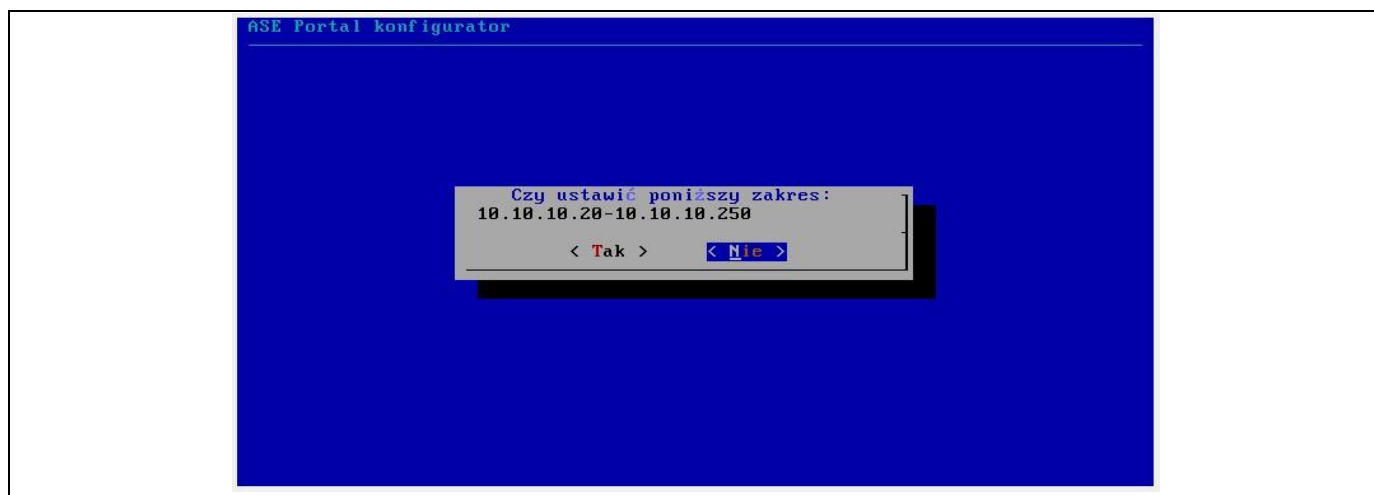 ASE Portal konfigurator
Czy ustawić poniższy zakres:
10.10.10.20-10.10.10.250
< Tak > < Nie >